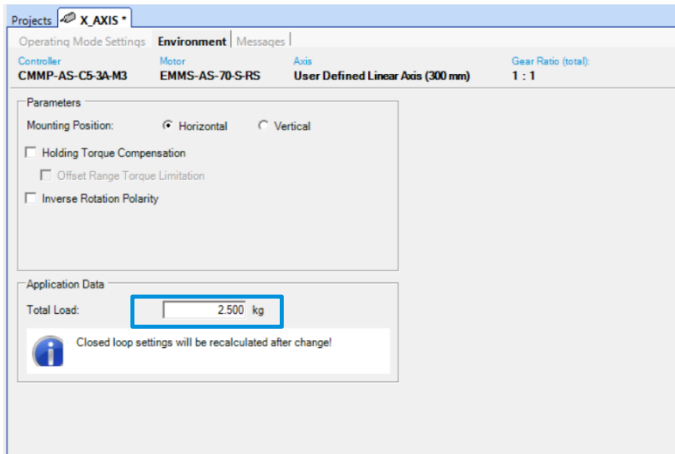 Projects X_AXIS *
Operating Mode Settings Environment Messages
Controller Motor Axis Gear Ratio (total):
CMMP-AS-C5-3A-M3 EMMS-AS-70-S-RS User Defined Linear Axis (300 mm) 1 : 1
Parameters
Mounting Position: Horizontal Vertical
Holding Torque Compensation
Offset Range Torque Limitation
Inverse Rotation Polarity
Application Data
Total Load: 2.500 kg
Closed loop settings will be recalculated after change!